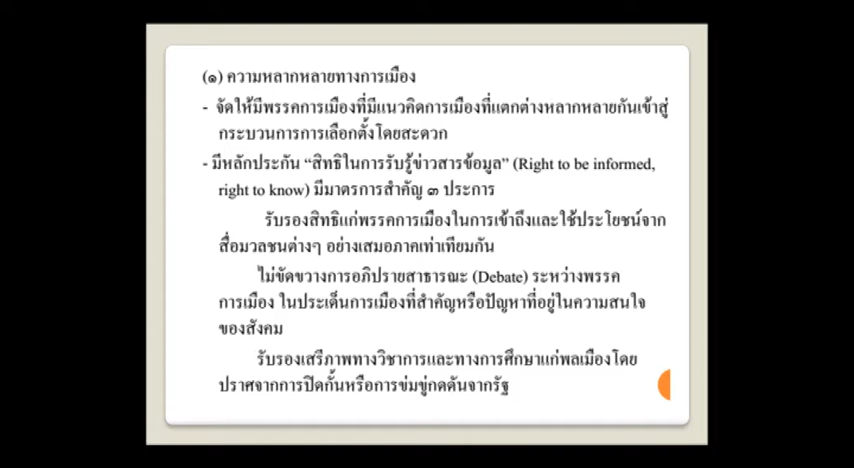 (๑) ความหลากหลายทางการเมือง
- จัดให้มีพรรคการเมืองที่มีแนวคิดการเมืองที่แตกต่างหลากหลายกันเข้าสู่
กระบวนการการเลือกตั้งโดยสะดวก
- มีหลักประกัน “สิทธิในการรับรู้ข่าวสารข้อมูล” (Right to be informed,
right to know) มีมาตรการสำคัญ ๓ ประการ
รับรองสิทธิแก่พรรคการเมืองในการเข้าถึงและใช้ประโยชน์จาก
สื่อมวลชนต่างๆ อย่างเสมอภาคเท่าเทียมกัน
ไม่ขัดขวางการอภิปรายสาธารณะ (Debate) ระหว่างพรรค
การเมือง ในประเด็นการเมืองที่สำคัญหรือปัญหาที่อยู่ในความสนใจ
ของสังคม
รับรองเสรีภาพทางวิชาการและทางการศึกษาแก่พลเมืองโดย
ปราศจากการปิดกั้นหรือการข่มขู่กดดันจากรัฐ